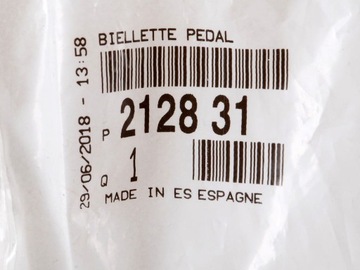 BIELLETTE PEDAL
P 2128 31
Q 1
MADE IN ES ESPAGNE
29/06/2018 - 13:58